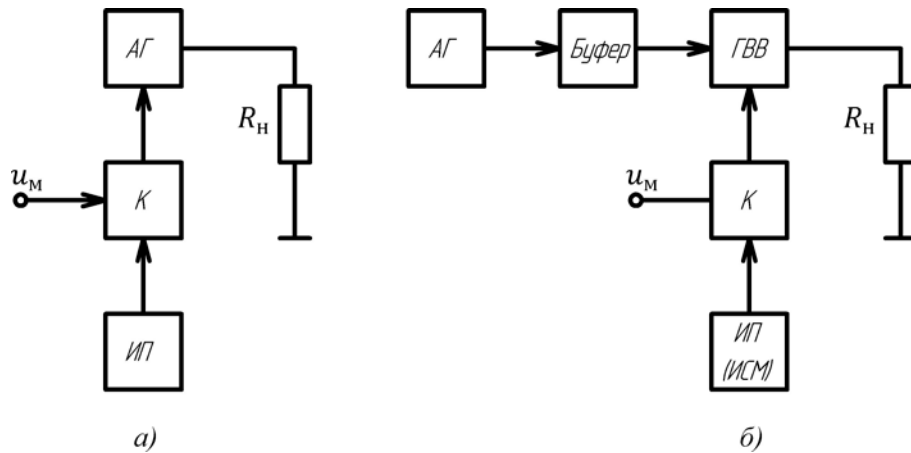 АГ
R_н
u_м
К
ИП
а)
АГ
Буфер
ГВВ
R_н
u_м
К
ИП
(ИСМ)
б)